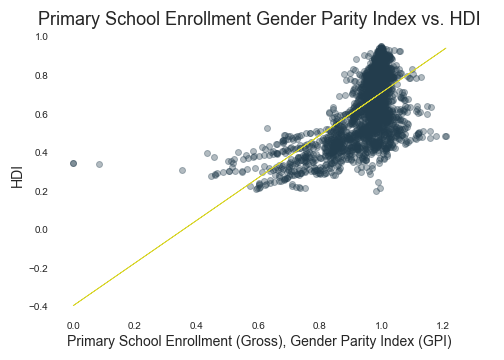 Primary School Enrollment Gender Parity Index vs. HDI
1.0
0.8
0.6
0.4
0.2
0.0
−0.2
−0.4
HDI
0.0 0.2 0.4 0.6 0.8 1.0 1.2
Primary School Enrollment (Gross), Gender Parity Index (GPI)